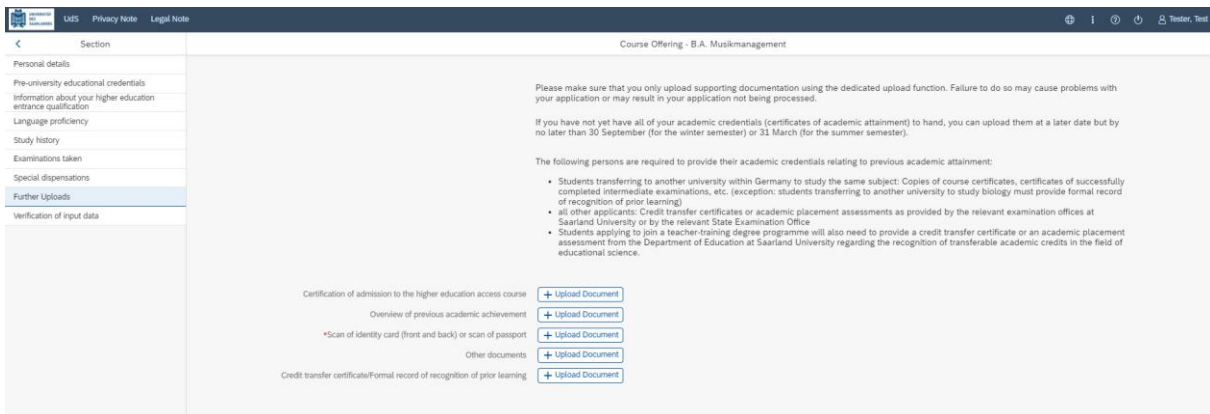 UNIVERSITÄT
DES
SAARLANDES
UdS Privacy Note Legal Note
Tester, Test
Section
Course Offering - B.A. Musikmanagement
Personal details
Pre-university educational credentials
Information about your higher education
entrance qualification
Language proficiency
Study history
Examinations taken
Special dispensations
Further Uploads
Verification of input data
Please make sure that you only upload supporting documentation using the dedicated upload function. Failure to do so may cause problems with
your application or may result in your application not being processed.
If you have not yet have all of your academic credentials (certificates of academic attainment) to hand, you can upload them at a later date but by
no later than 30 September (for the winter semester) or 31 March (for the summer semester).
The following persons are required to provide their academic credentials relating to previous academic attainment:
• Students transferring to another university within Germany to study the same subject: Copies of course certificates, certificates of successfully
completed intermediate examinations, etc. (exception: students transferring to another university to study biology must provide formal record
of recognition of prior learning)
• all other applicants: Credit transfer certificates or academic placement assessments as provided by the relevant examination offices at
Saarland University or by the relevant State Examination Office
• Students applying to join a teacher-training degree programme will also need to provide a credit transfer certificate or an academic placement
assessment from the Department of Education at Saarland University regarding the recognition of transferable academic credits in the field of
educational science.
Certification of admission to the higher education access course + Upload Document
Overview of previous academic achievement + Upload Document
*Scan of identity card (front and back) or scan of passport + Upload Document
Other documents + Upload Document
Credit transfer certificate/Formal record of recognition of prior learning + Upload Document